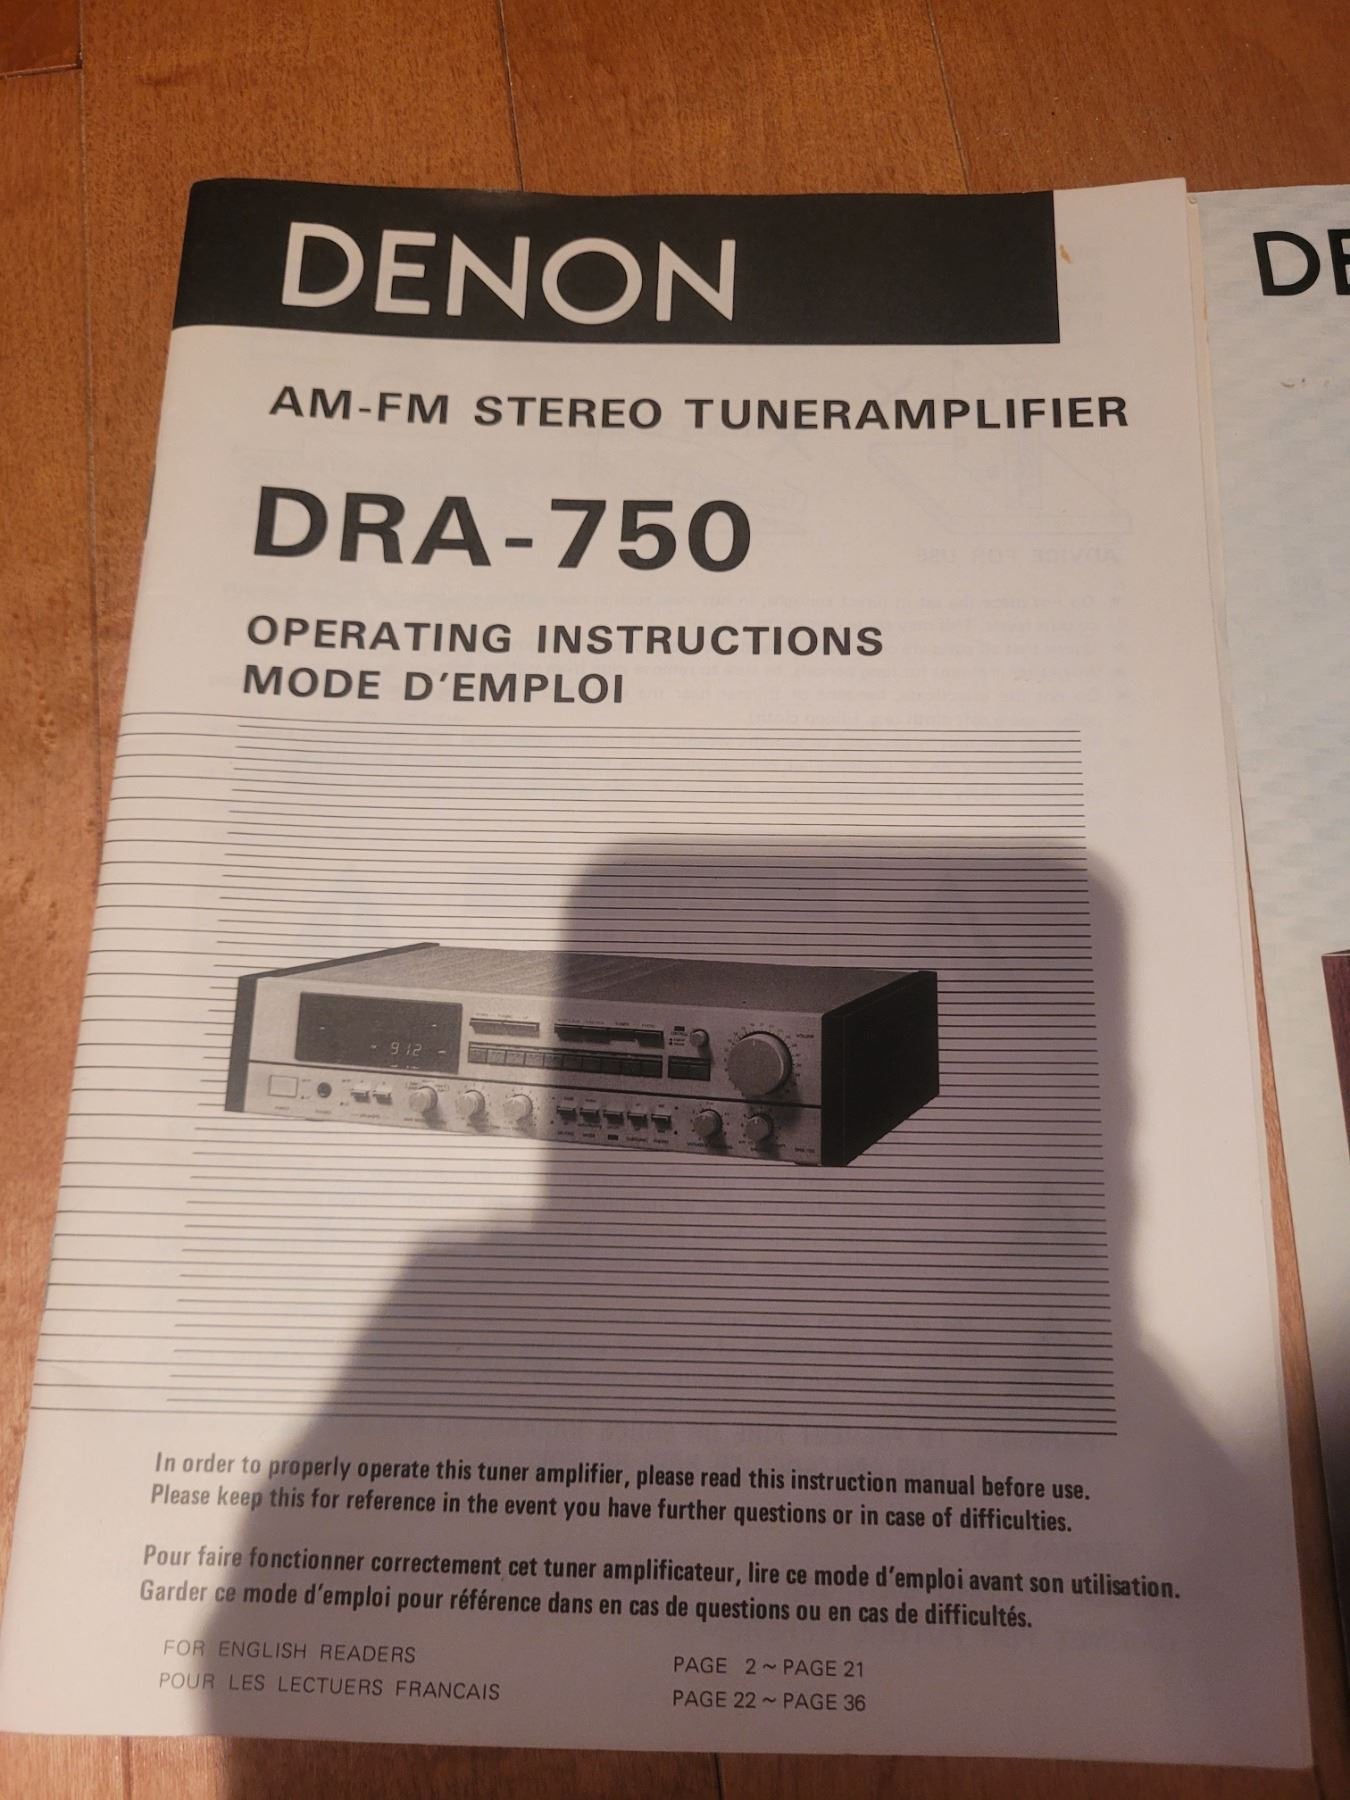 DENON
AM-FM STEREO TUNERAMPLIFIER
DRA-750
OPERATING INSTRUCTIONS
MODE D'EMPLOI
912
VOLUME
In order to properly operate this tuner amplifier, please read this instruction manual before use.
Please keep this for reference in the event you have further questions or in case of difficulties.
Pour faire fonctionner correctement cet tuner amplificateur, lire ce mode d'emploi avant son utilisation.
Garder ce mode d'emploi pour référence dans en cas de questions ou en cas de difficultés.
FOR ENGLISH READERS PAGE 2 ~ PAGE 21
POUR LES LECTUERS FRANCAIS PAGE 22 ~ PAGE 36
DE